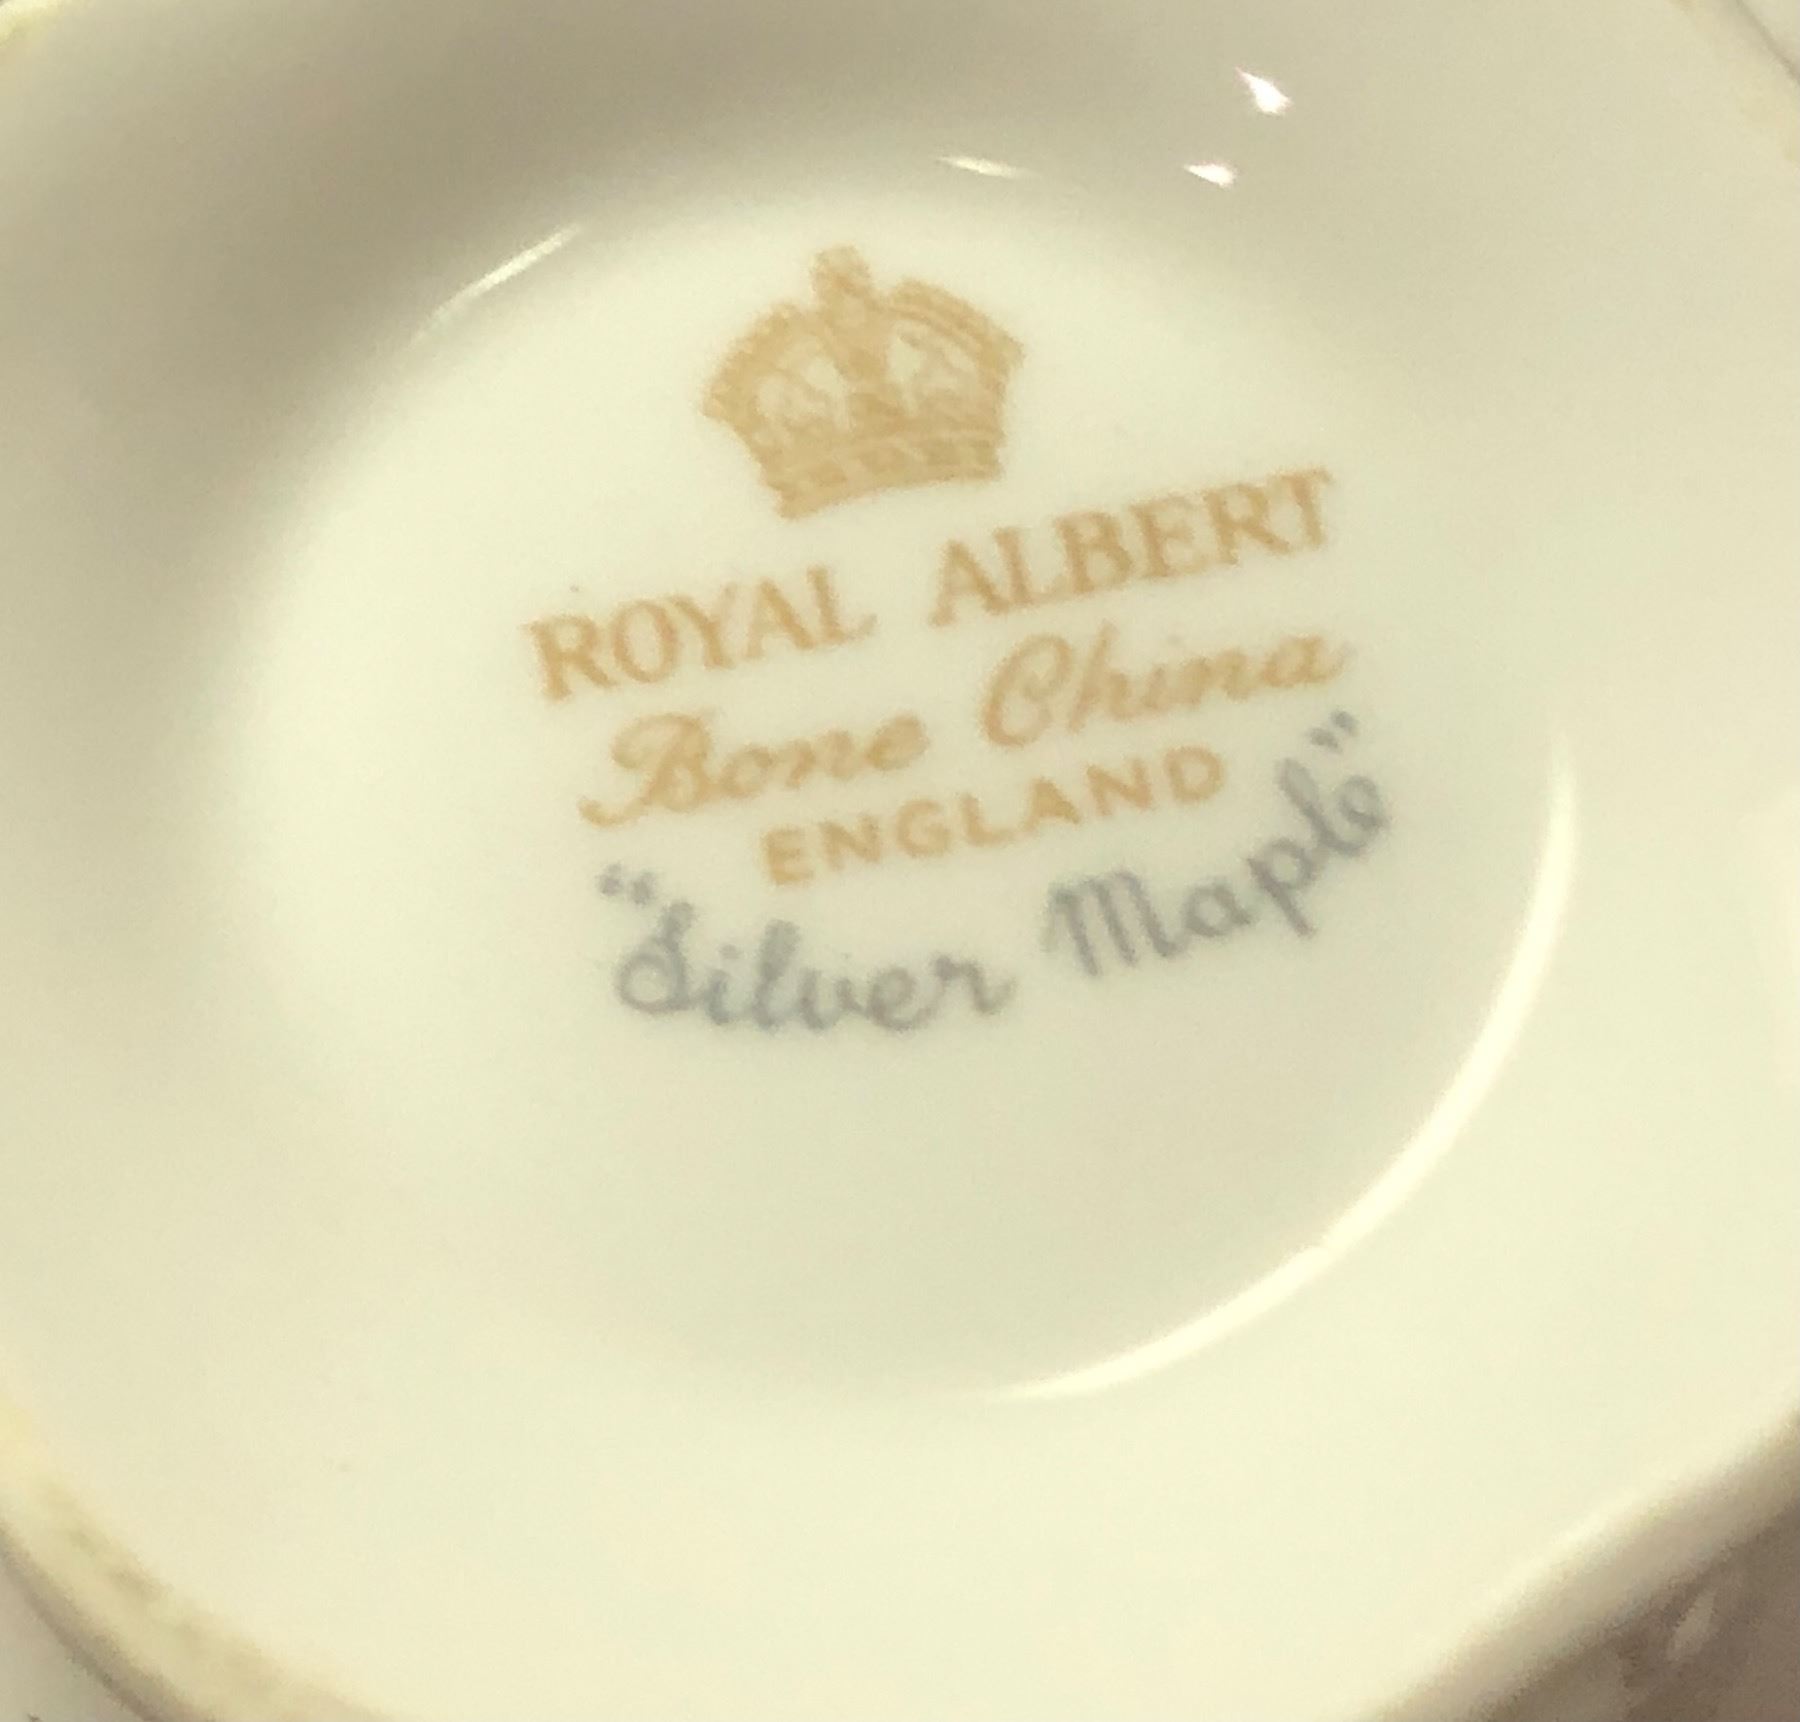 ROYAL ALBERT
Bone China
ENGLAND
"Silver Maple"